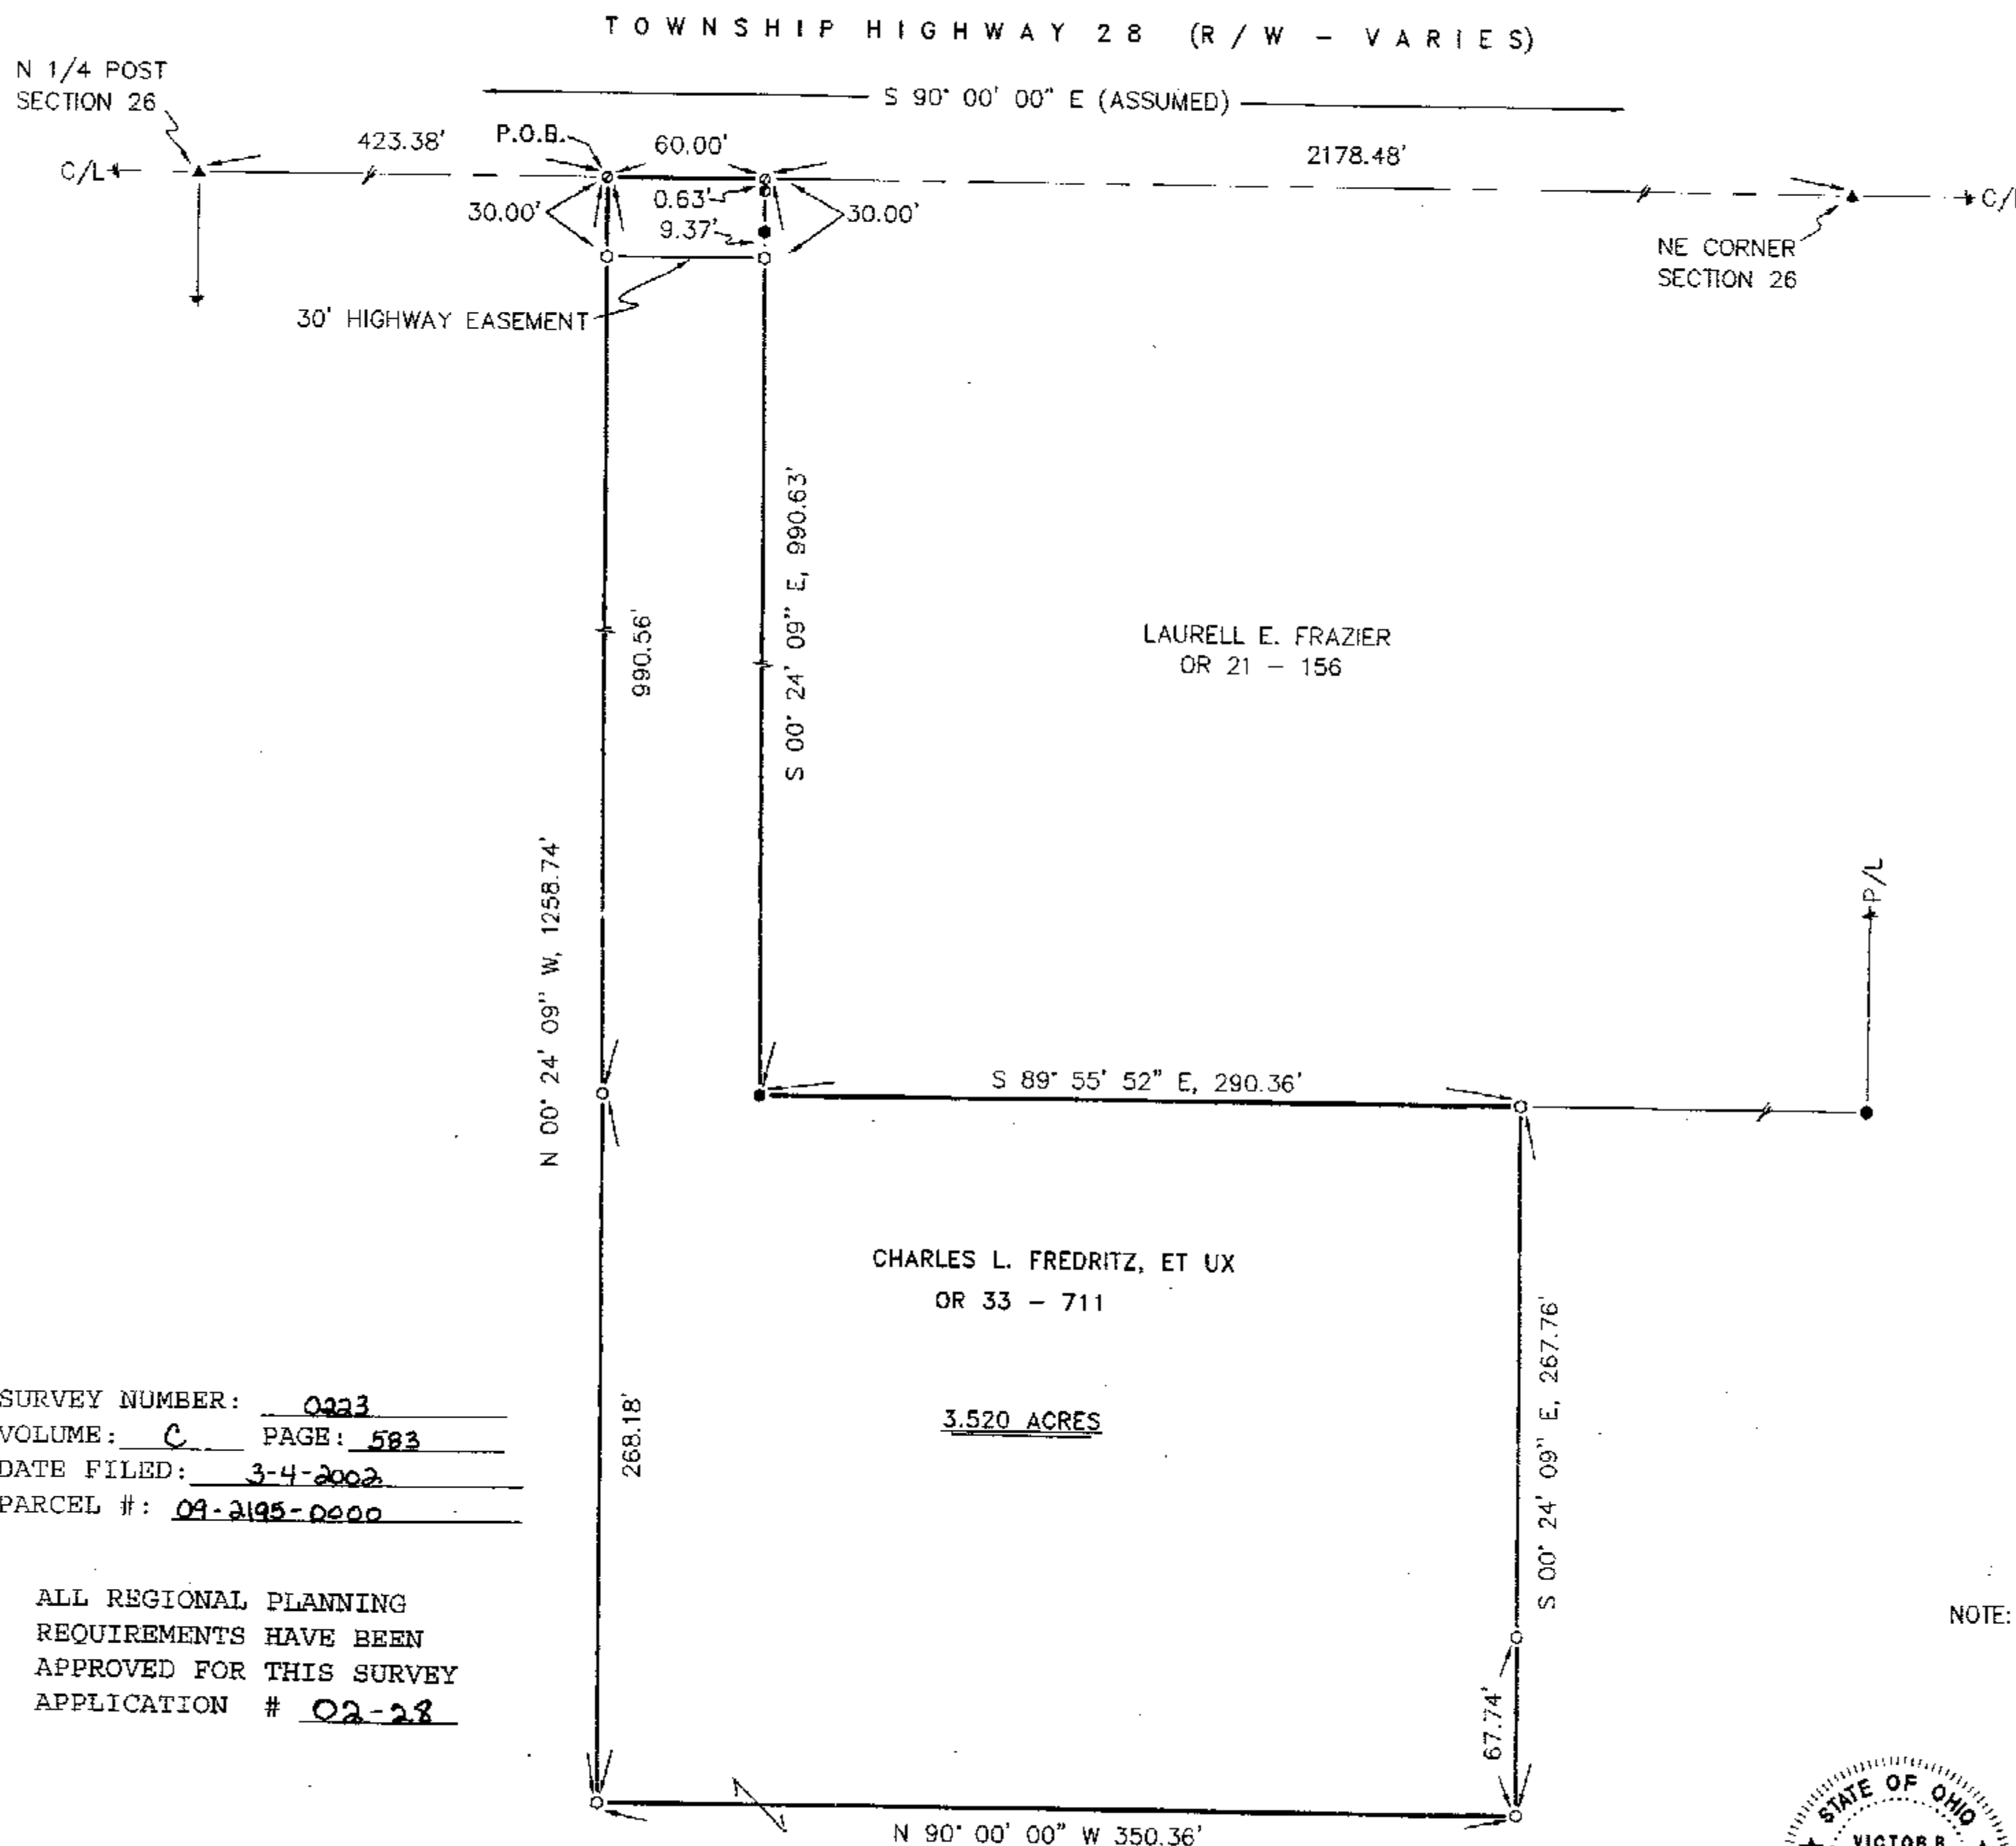 TOWNSHIP HIGHWAY 28 (R/W - VARIES)
N 1/4 POST
SECTION 26
S 90° 00' 00" E (ASSUMED)
423.38'
P.O.B.
60.00'
2178.48'
C/L
C/L
30.00'
0.63'
9.37'
30.00'
NE CORNER
SECTION 26
30' HIGHWAY EASEMENT
990.56'
S 00° 24' 09" E, 990.63'
LAURELL E. FRAZIER
OR 21 - 156
N 00° 24' 09" W, 1258.74'
P/L
S 89° 55' 52" E, 290.36'
CHARLES L. FREDRITZ, ET UX
OR 33 - 711
3.520 ACRES
268.18'
S 00° 24' 09" E, 267.76'
SURVEY NUMBER: 0223
VOLUME: C PAGE: 583
DATE FILED: 3-4-2002
PARCEL #: 09-2195-0000
ALL REGIONAL PLANNING
REQUIREMENTS HAVE BEEN
APPROVED FOR THIS SURVEY
APPLICATION # 02-28
NOTE:
67.74'
N 90° 00' 00" W 350.36'
STATE OF OHIO
VICTOR B